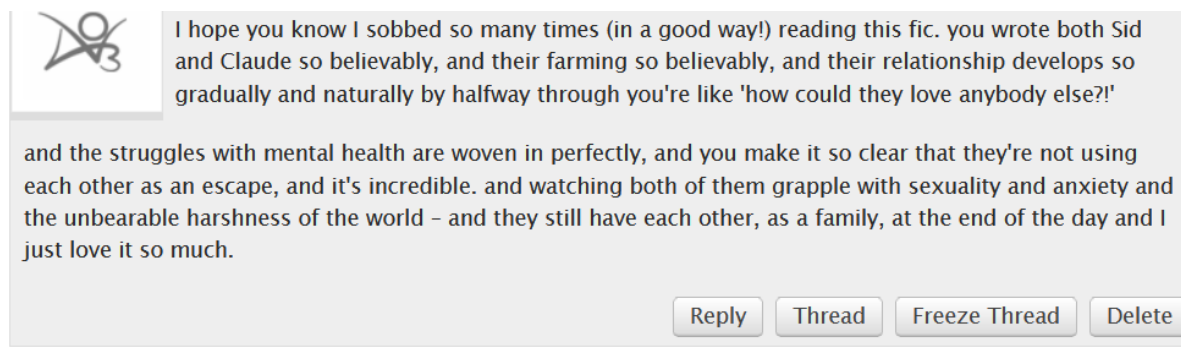 I hope you know I sobbed so many times (in a good way!) reading this fic. you wrote both Sid
and Claude so believably, and their farming so believably, and their relationship develops so
gradually and naturally by halfway through you're like 'how could they love anybody else?!'
and the struggles with mental health are woven in perfectly, and you make it so clear that they're not using
each other as an escape, and it's incredible. and watching both of them grapple with sexuality and anxiety and
the unbearable harshness of the world – and they still have each other, as a family, at the end of the day and I
just love it so much.
Reply Thread Freeze Thread Delete